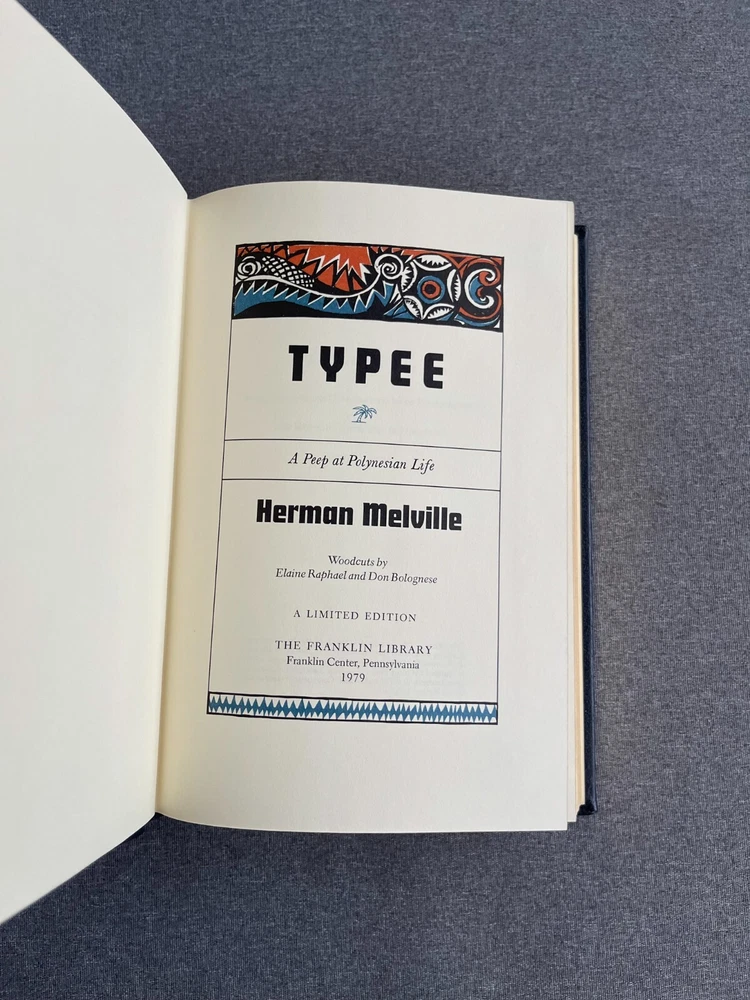 TYPEE
A Peep at Polynesian Life
Herman Melville
Woodcuts by
Elaine Raphael and Don Bolognese
A LIMITED EDITION
THE FRANKLIN LIBRARY
Franklin Center, Pennsylvania
1979